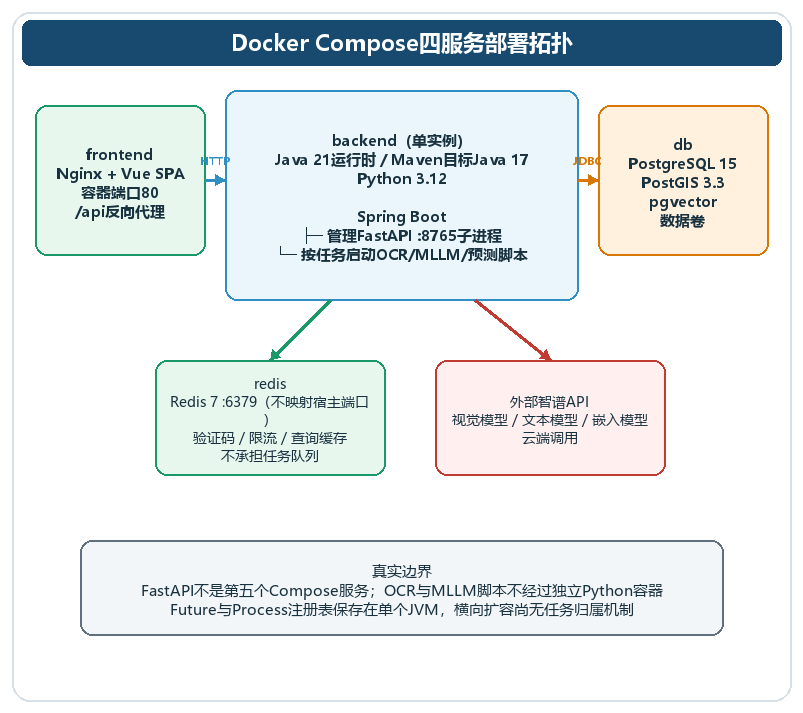 Docker Compose四服务部署拓扑
frontend
Nginx + Vue SPA
容器端口80
/api反向代理
HTTP
backend（单实例）
Java 21运行时 / Maven目标Java 17
Python 3.12
Spring Boot
├─ 管理FastAPI :8765子进程
└─ 按任务启动OCR/MLLM/预测脚本
JDBC
db
PostgreSQL 15
PostGIS 3.3
pgvector
数据卷
redis
Redis 7 :6379（不映射宿主端口
）
验证码 / 限流 / 查询缓存
不承担任务队列
外部智谱API
视觉模型 / 文本模型 / 嵌入模型
云端调用
真实边界
FastAPI不是第五个Compose服务；OCR与MLLM脚本不经过独立Python容器
Future与Process注册表保存在单个JVM，横向扩容尚无任务归属机制